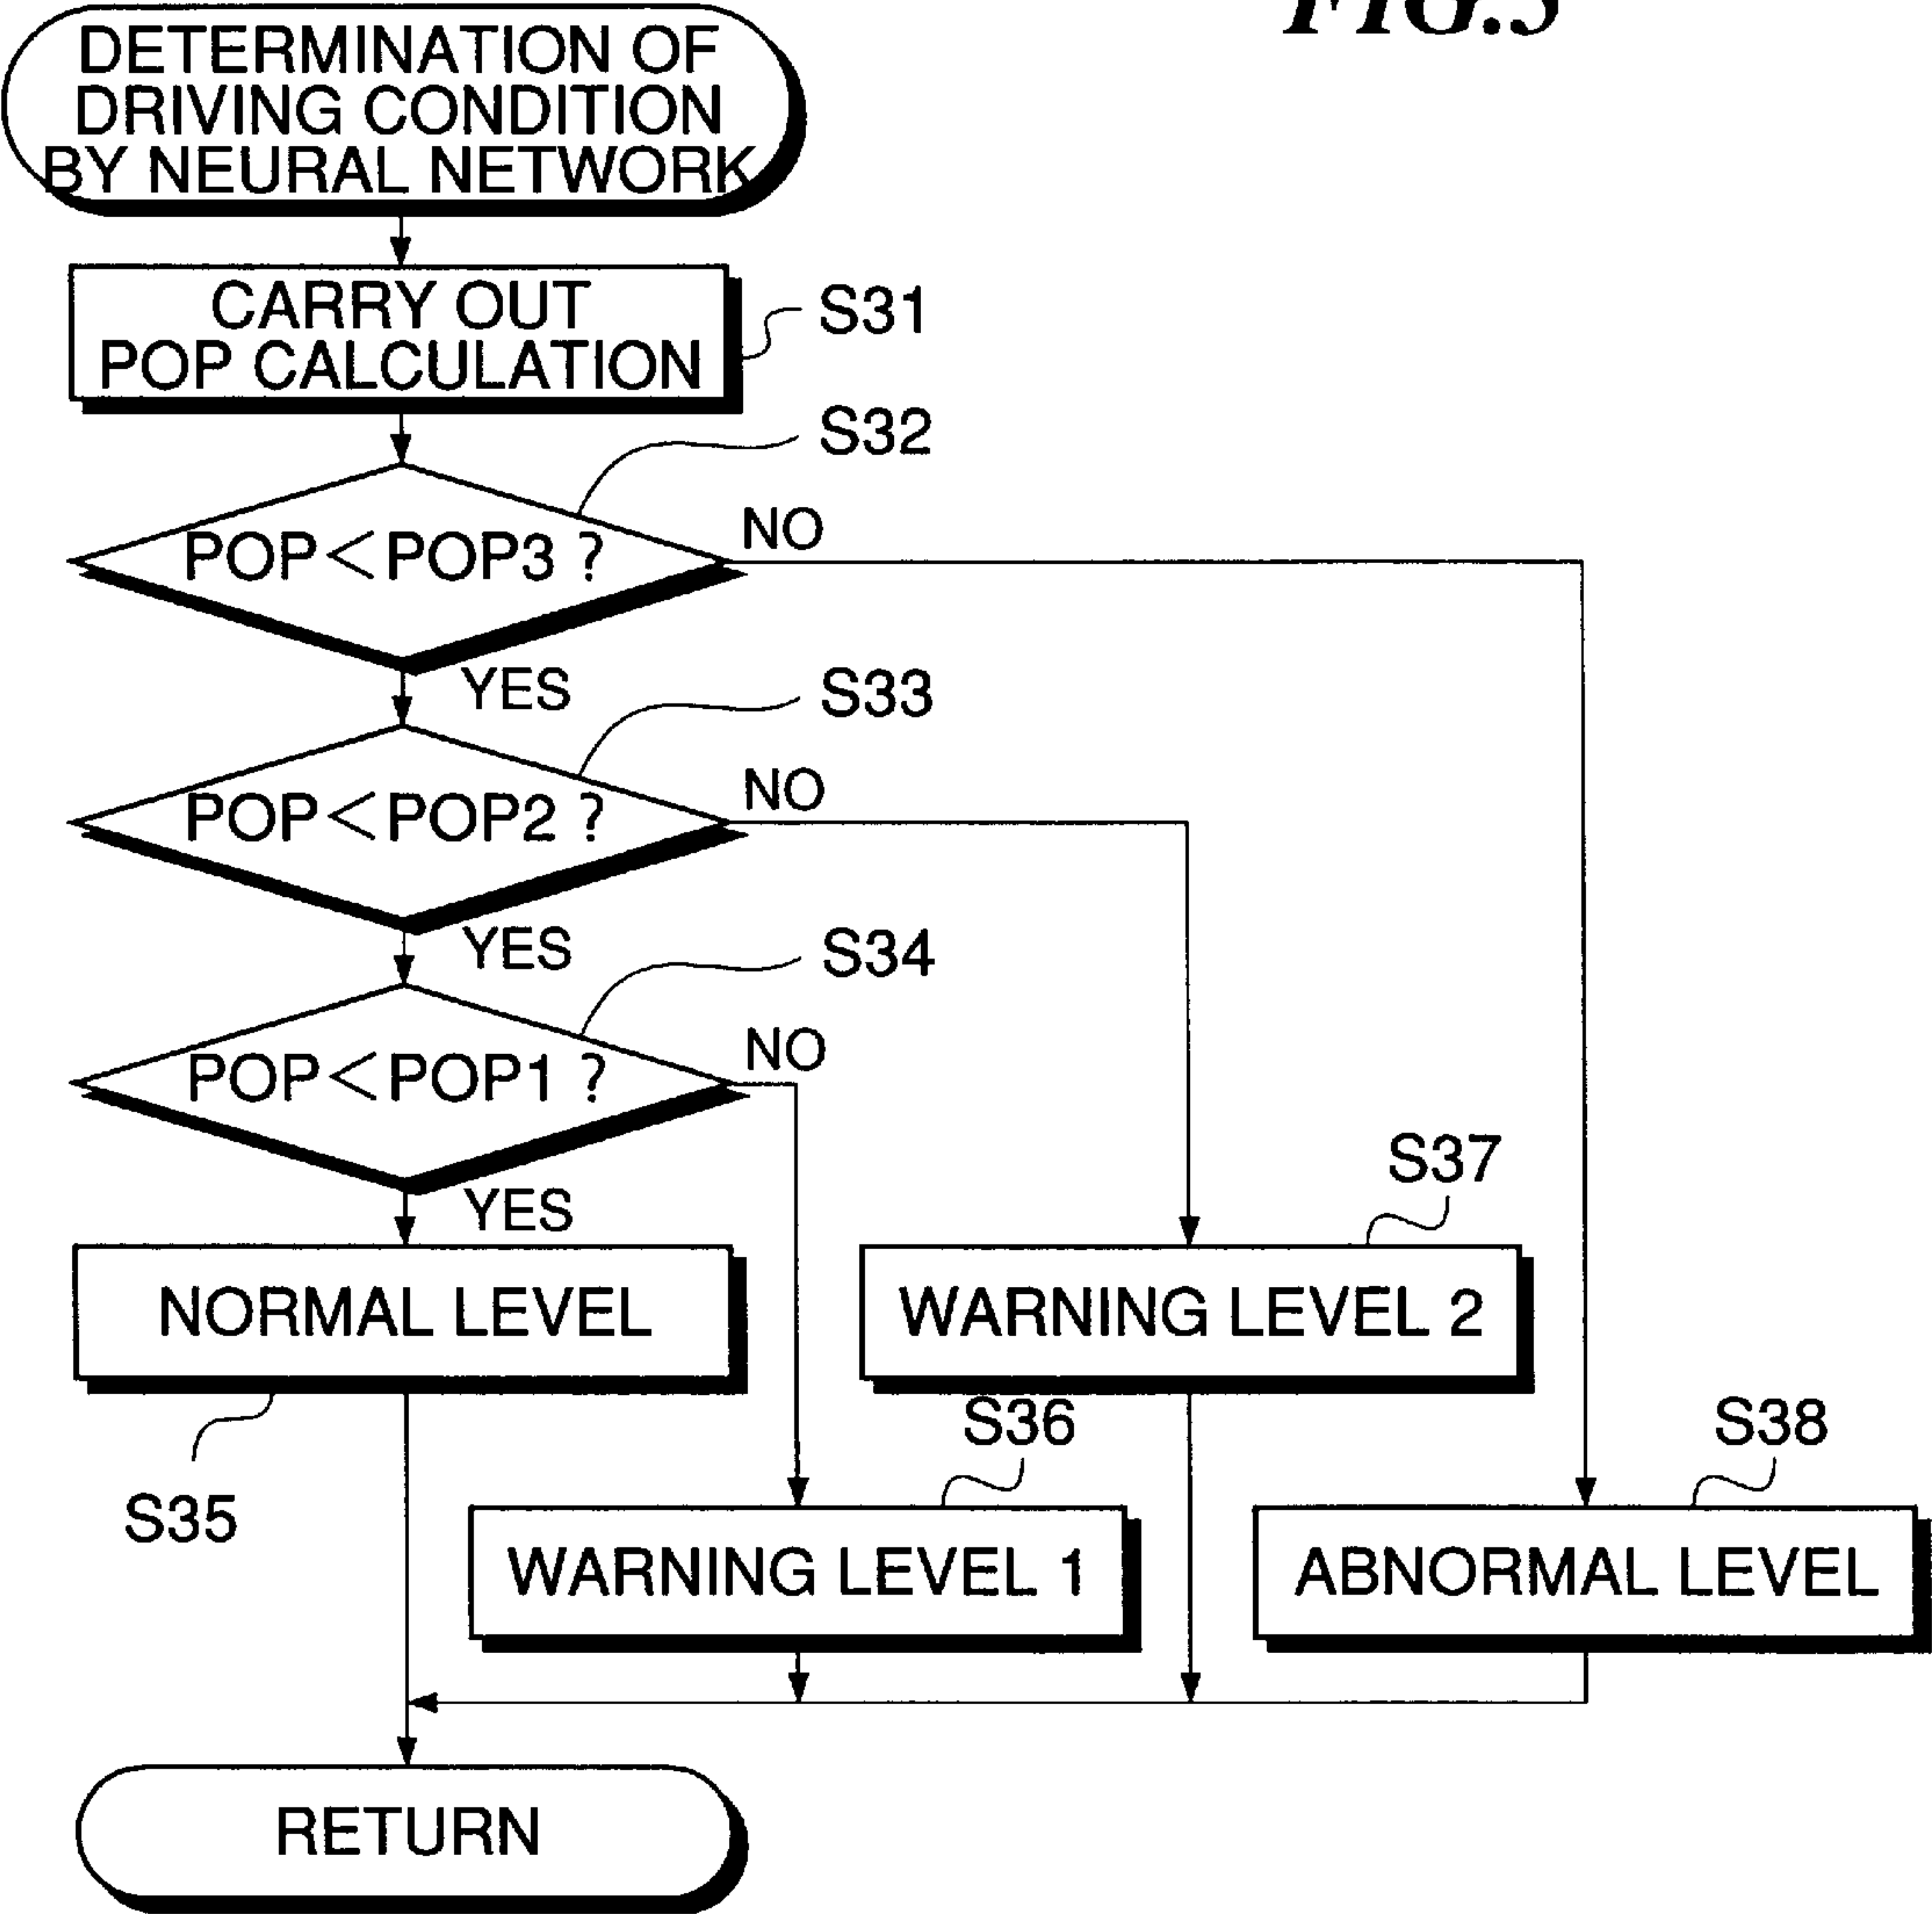 DETERMINATION OF
DRIVING CONDITION
BY NEURAL NETWORK
CARRY OUT
POP CALCULATION
S31
S32
POP<POP3 ?
NO
YES
S33
POP<POP2 ?
NO
YES
S34
POP<POP1 ?
NO
YES
S37
NORMAL LEVEL
WARNING LEVEL 2
S36
S38
S35
WARNING LEVEL 1
ABNORMAL LEVEL
RETURN